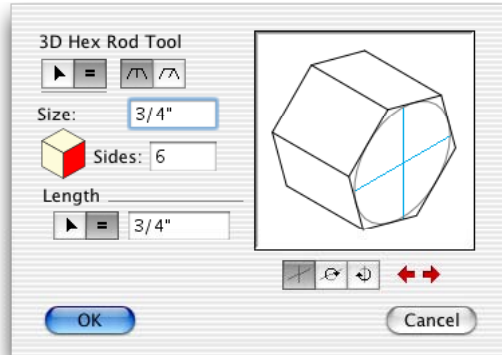 3D Hex Rod Tool
Size: 3/4"
Sides: 6
Length
= 3/4"
OK
Cancel